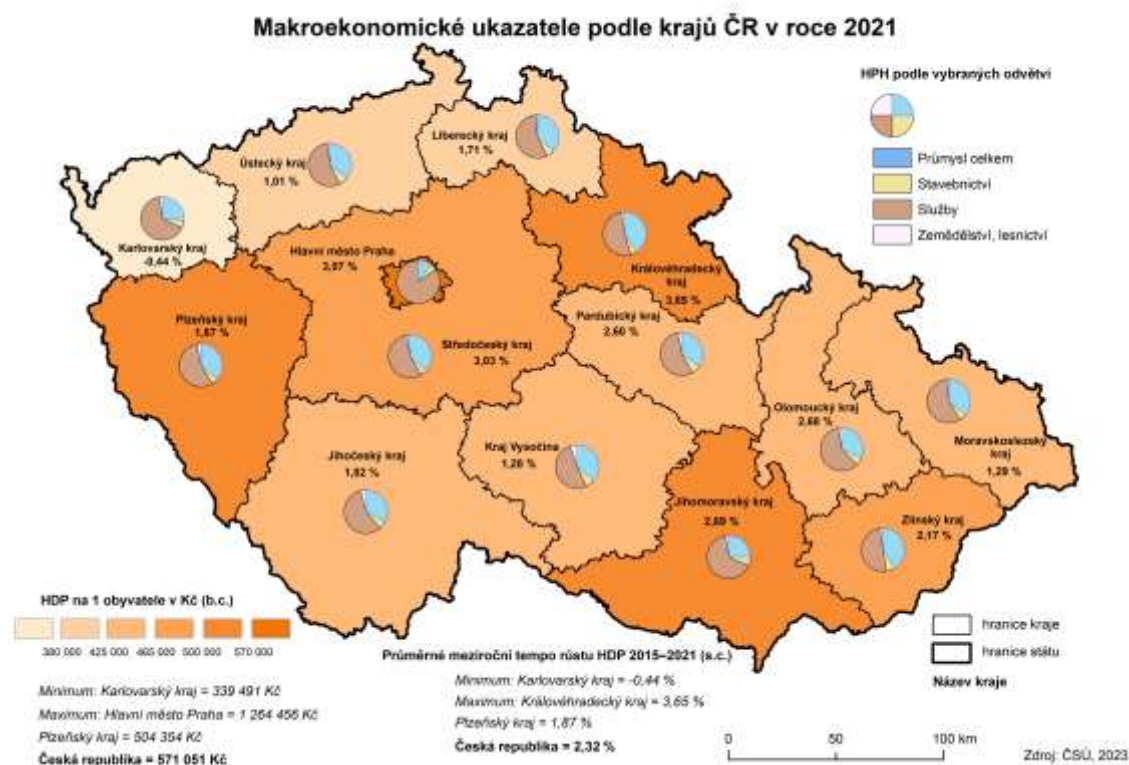 Makroekonomické ukazatele podle krajů ČR v roce 2021
HPH podle vybraných odvětví
Průmysl celkem
Stavebnictví
Služby
Zemědělství, lesnictví
Liberecký kraj
1,71 %
Ústecký kraj
1,01 %
Karlovarský kraj
-0,44 %
Hlavní město Praha
3,07 %
Královéhradecký
kraj
3,65 %
Plzeňský kraj
1,87 %
Středočeský kraj
3,03 %
Pardubický kraj
2,60 %
Olomoucký kraj
2,68 %
Moravskoslezský
kraj
1,29 %
Jihočeský kraj
1,52 %
Kraj Vysočina
1,26 %
Jihomoravský kraj
2,89 %
Zlínský kraj
2,17 %
HDP na 1 obyvatele v Kč (b.c.)
380 000 425 000 465 000 500 000 570 000
Minimum: Karlovarský kraj = 339 491 Kč
Maximum: Hlavní město Praha = 1 264 456 Kč
Plzeňský kraj = 504 354 Kč
Česká republika = 571 051 Kč
Průměrné meziroční tempo růstu HDP 2015–2021 (s.c.)
Minimum: Karlovarský kraj = -0,44 %
Maximum: Královéhradecký kraj = 3,65 %
Plzeňský kraj = 1,87 %
Česká republika = 2,32 %
hranice kraje
hranice státu
Název kraje
0 50 100 km
Zdroj: ČSÚ, 2023